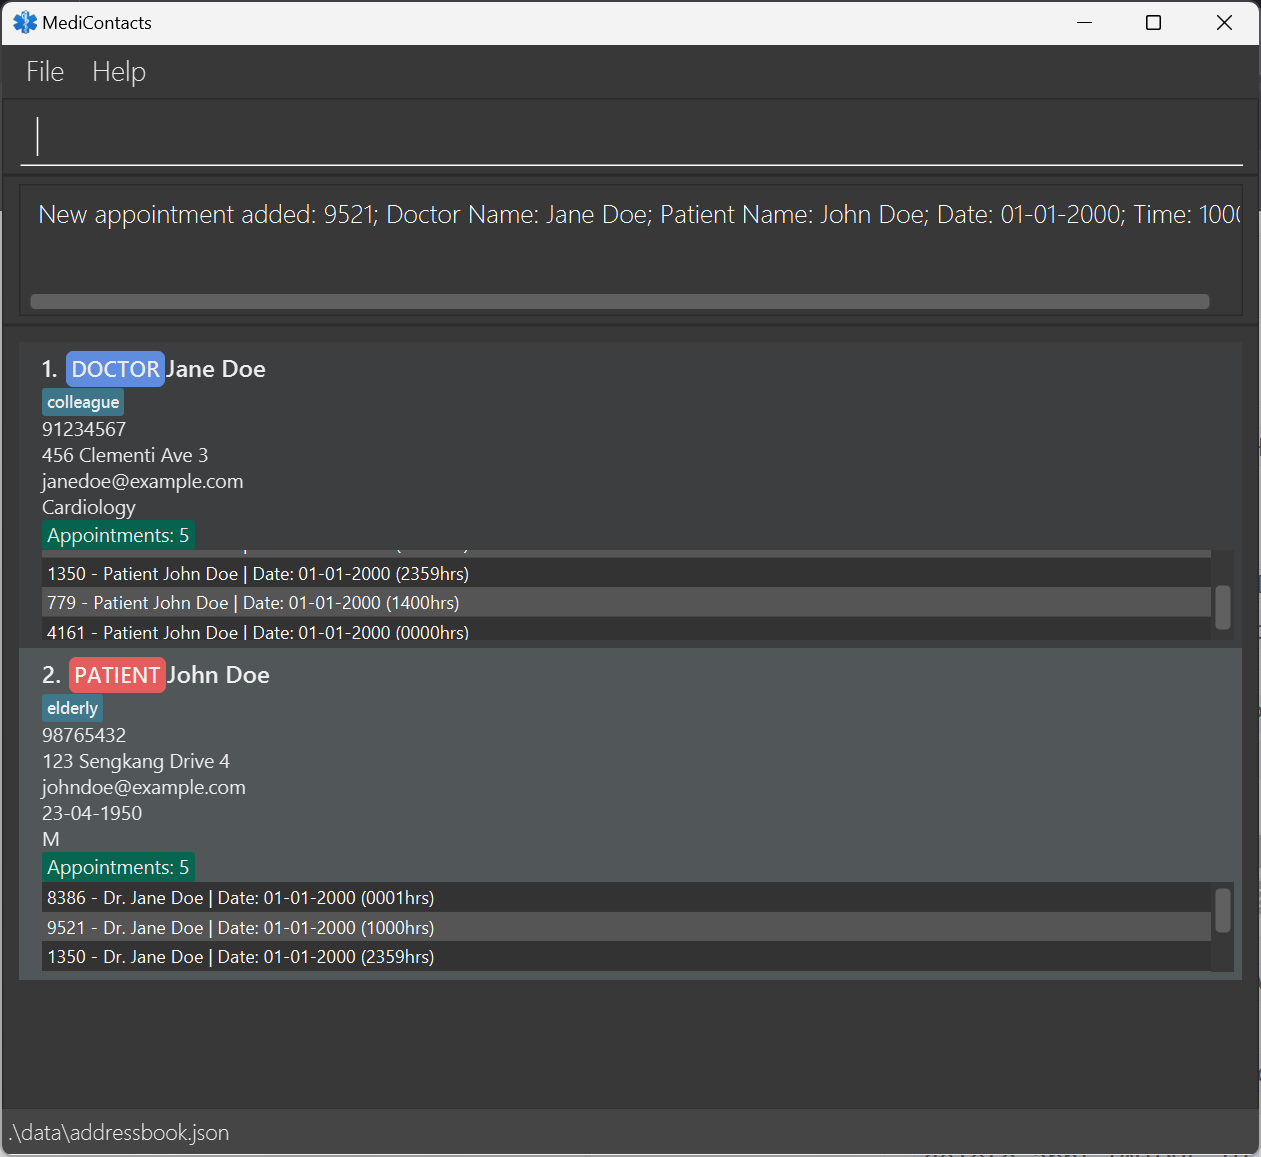 MediContacts
File Help
New appointment added: 9521; Doctor Name: Jane Doe; Patient Name: John Doe; Date: 01-01-2000; Time: 1000
1. DOCTOR Jane Doe
colleague
91234567
456 Clementi Ave 3
janedoe@example.com
Cardiology
Appointments: 5
1350 - Patient John Doe | Date: 01-01-2000 (2359hrs)
779 - Patient John Doe | Date: 01-01-2000 (1400hrs)
4161 - Patient John Doe | Date: 01-01-2000 (0000hrs)
2. PATIENT John Doe
elderly
98765432
123 Sengkang Drive 4
johndoe@example.com
23-04-1950
M
Appointments: 5
8386 - Dr. Jane Doe | Date: 01-01-2000 (0001hrs)
9521 - Dr. Jane Doe | Date: 01-01-2000 (1000hrs)
1350 - Dr. Jane Doe | Date: 01-01-2000 (2359hrs)
.\data\addressbook.json